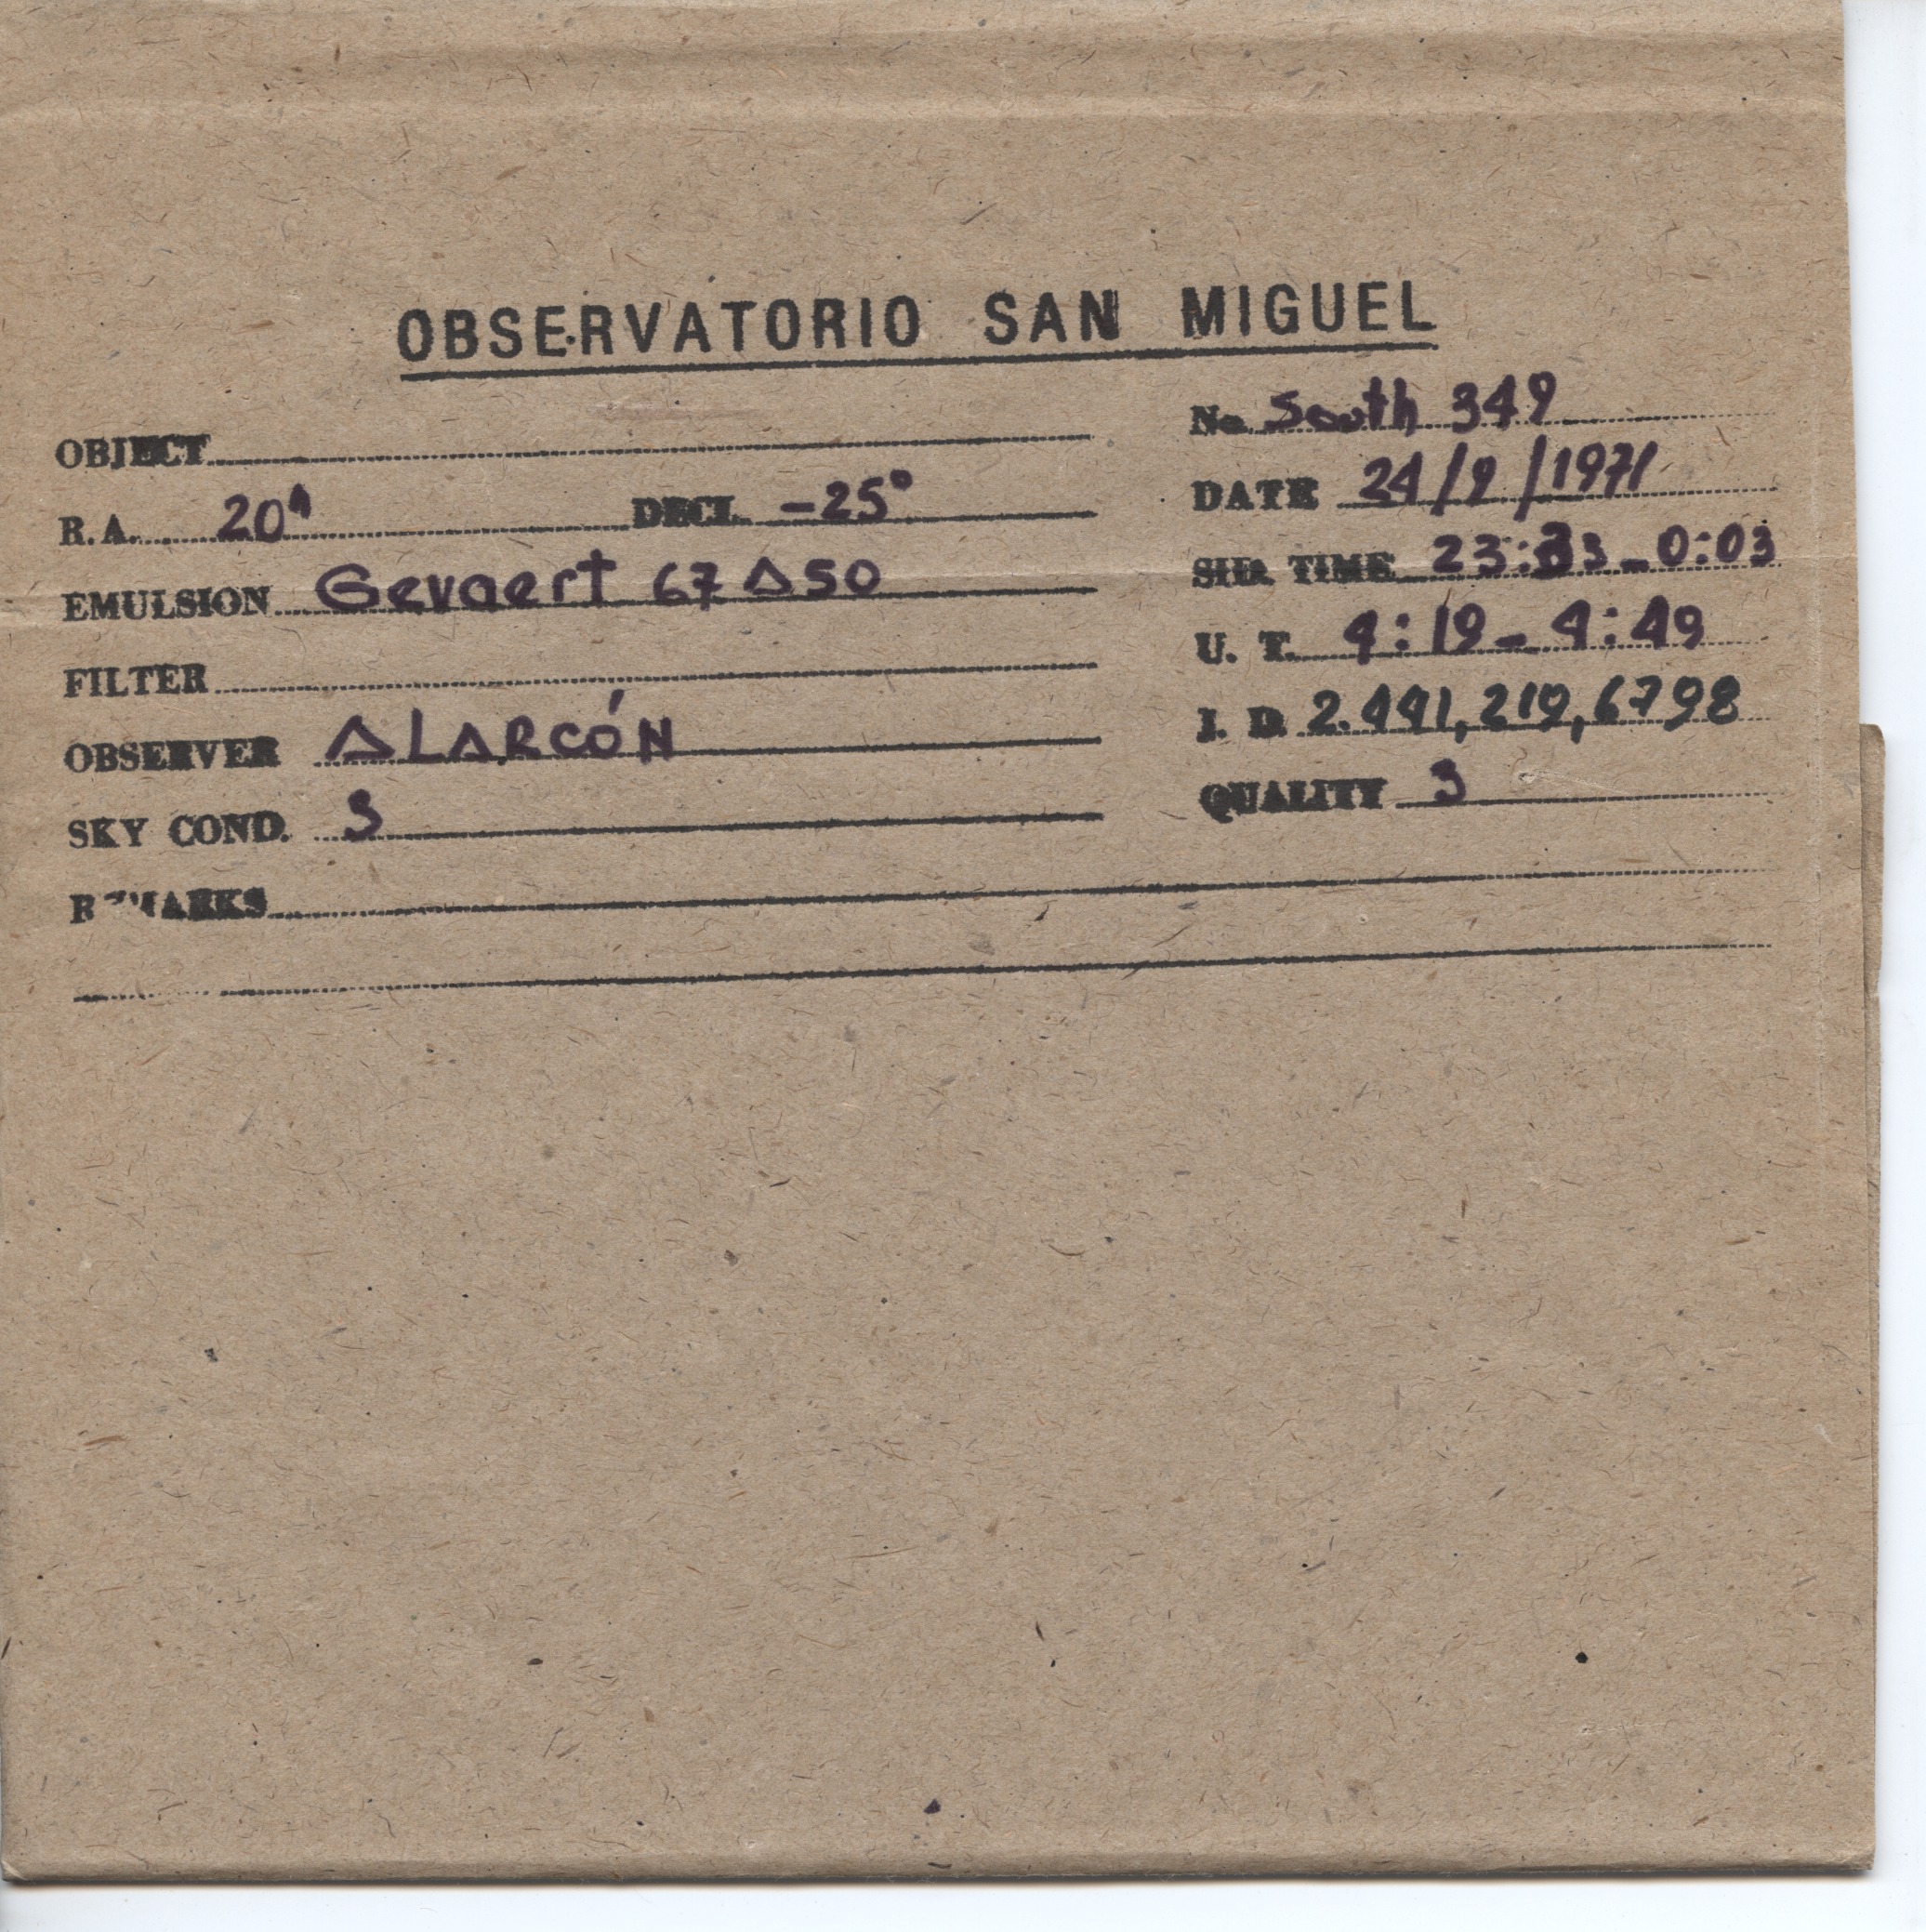 OBSERVATORIO SAN MIGUEL
OBJECT
No South 349
R.A. 20h DECL. -25°
DATE 24/9/1971
EMULSION Gevaert 67A50
SID. TIME 23:33-0:03
FILTER
U. T. 4:19-4:49
OBSERVER ALARCÓN
J. D. 2.441,219,6798
SKY COND. 3
QUALITY 3
REMARKS